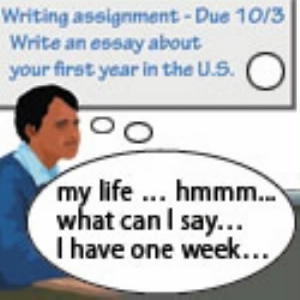 Writing assignment - Due 10/3
Write an essay about
your first year in the U.S.
my life ... hmmm...
what can I say...
I have one week...